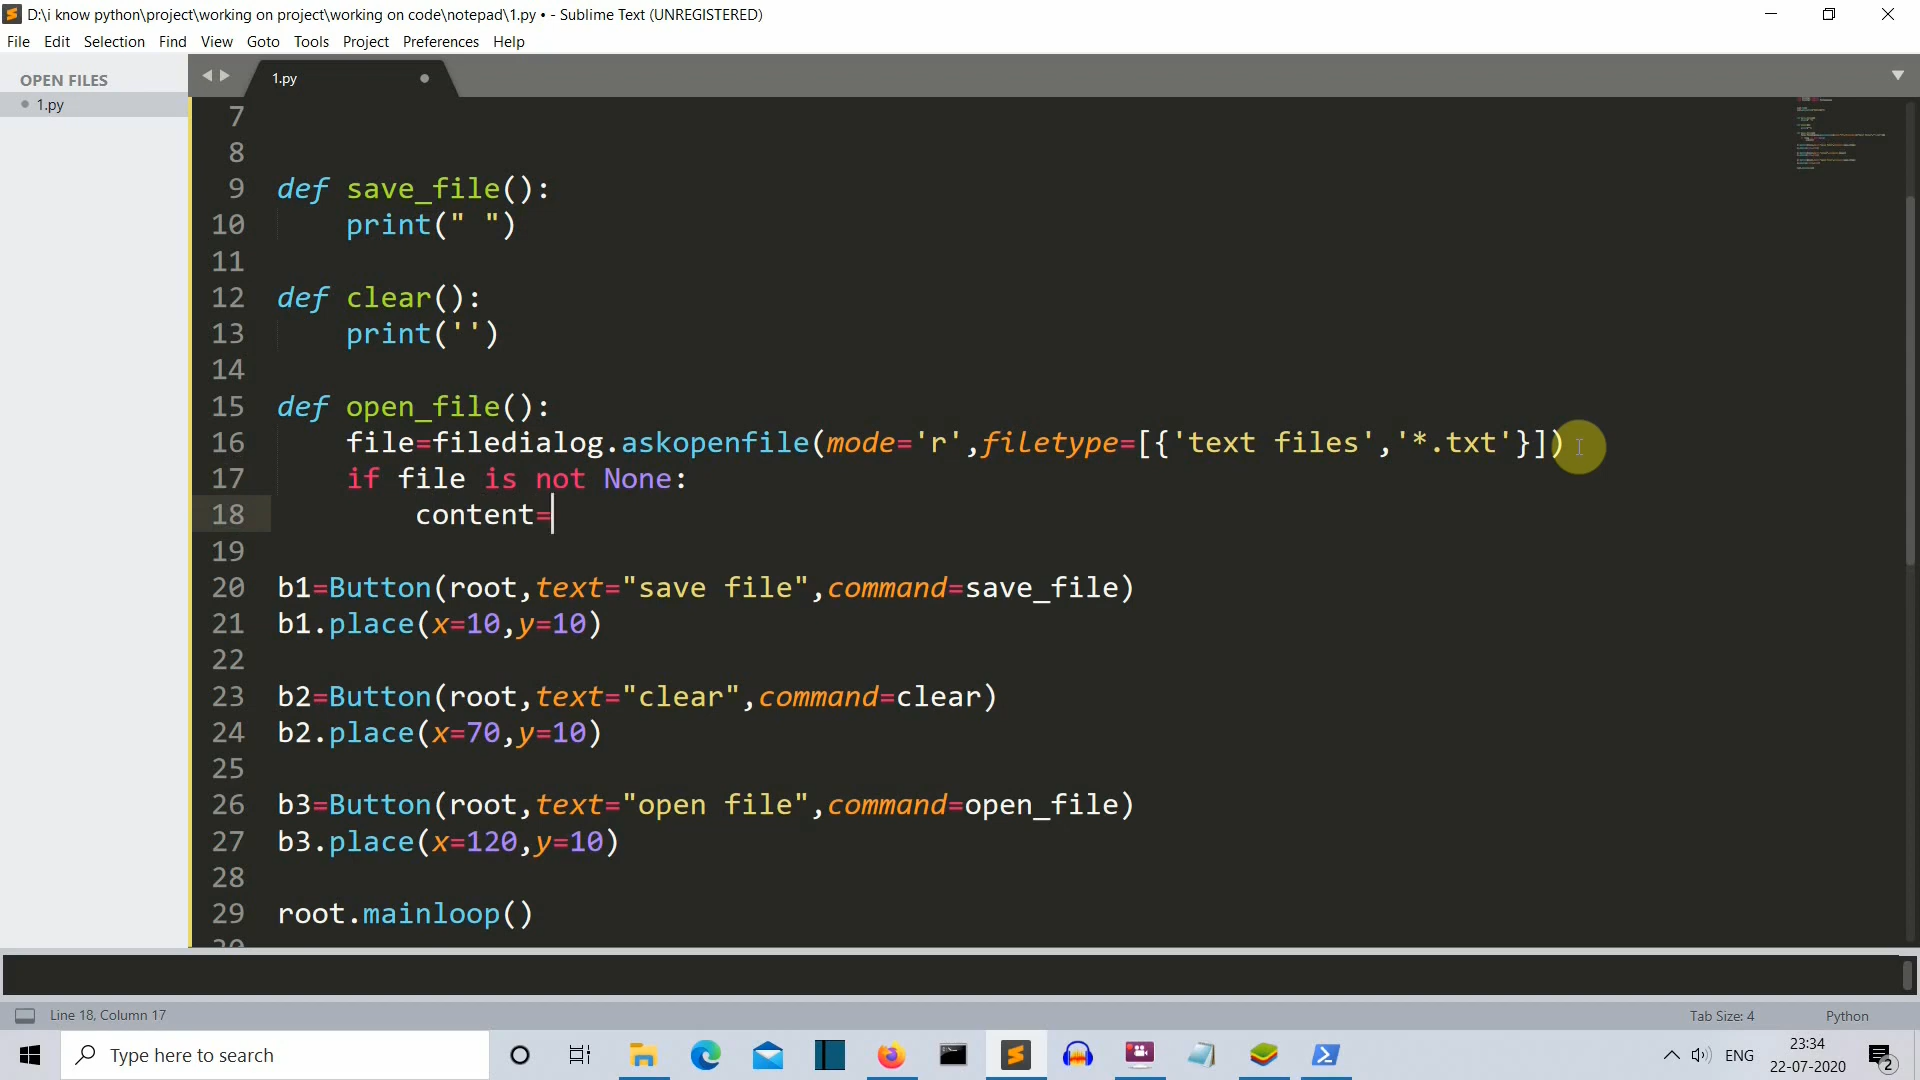 D:\i know python\project\working on project\working on code\notepad\1.py • - Sublime Text (UNREGISTERED)
File Edit Selection Find View Goto Tools Project Preferences Help
OPEN FILES
1.py
1.py
7
8
9 def save_file():
10 print(" ")
11
12 def clear():
13 print('')
14
15 def open_file():
16 file=filedialog.askopenfile(mode='r',filetype=[{'text files','*.txt'}])
17 if file is not None:
18 content=
19
20 b1=Button(root,text="save file",command=save_file)
21 b1.place(x=10,y=10)
22
23 b2=Button(root,text="clear",command=clear)
24 b2.place(x=70,y=10)
25
26 b3=Button(root,text="open file",command=open_file)
27 b3.place(x=120,y=10)
28
29 root.mainloop()
30
Line 18, Column 17
Tab Size: 4
Python
Type here to search
ENG
23:34
22-07-2020
2